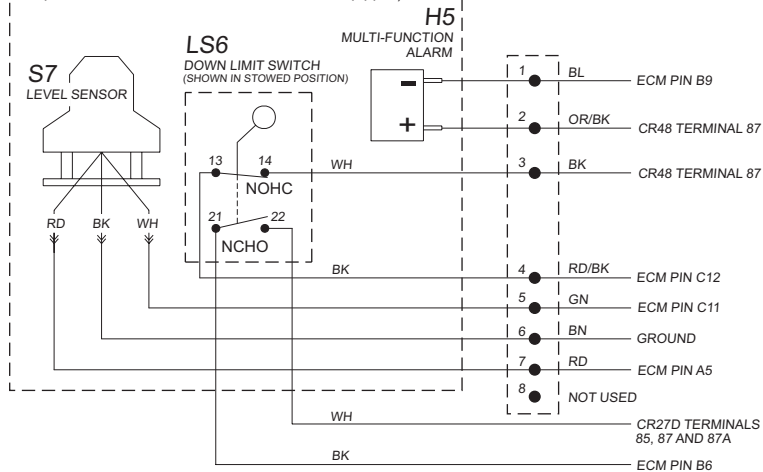 H5
MULTI-FUNCTION
ALARM
LS6
DOWN LIMIT SWITCH
(SHOWN IN STOWED POSITION)
S7
LEVEL SENSOR
-
+
1 BL ECM PIN B9
2 OR/BK CR48 TERMINAL 87
13 14 WH 3 BK CR48 TERMINAL 87
NOHC
RD BK WH 21 22
NCHO
BK 4 RD/BK ECM PIN C12
5 GN ECM PIN C11
6 BN GROUND
7 RD ECM PIN A5
8 NOT USED
WH CR27D TERMINALS
85, 87 AND 87A
BK ECM PIN B6